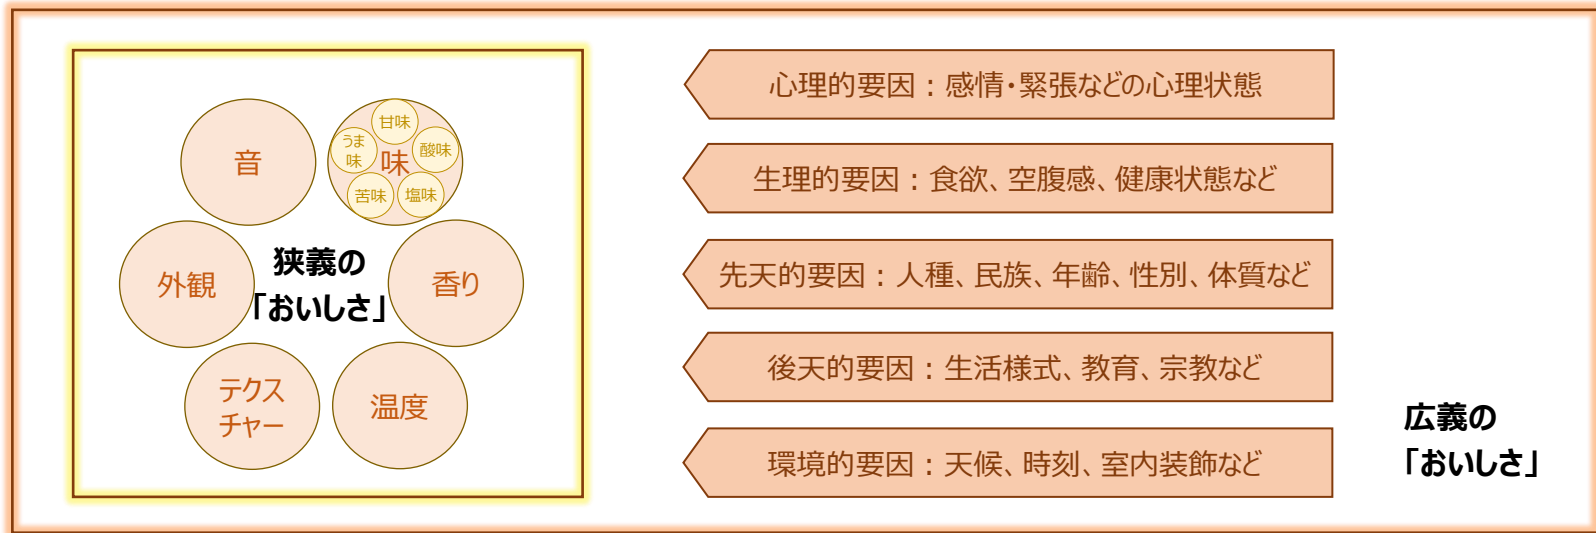 音
甘味
うま
味
酸味
味
苦味
塩味
外観
狭義の
「おいしさ」
香り
テクス
チャー
温度
心理的要因：感情・緊張などの心理状態
生理的要因：食欲、空腹感、健康状態など
先天的要因：人種、民族、年齢、性別、体質など
後天的要因：生活様式、教育、宗教など
環境的要因：天候、時刻、室内装飾など
広義の
「おいしさ」